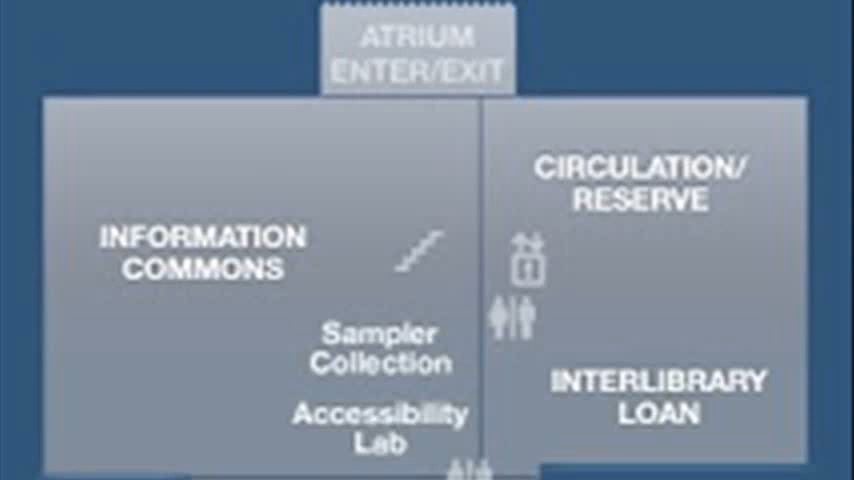 ATRIUM
ENTER/EXIT
CIRCULATION/
RESERVE
INFORMATION
COMMONS
Sampler
Collection
INTERLIBRARY
LOAN
Accessibility
Lab